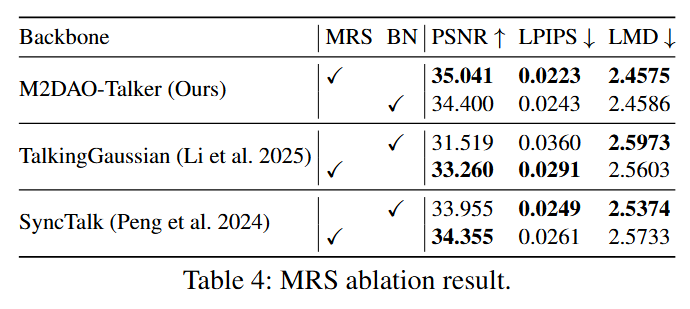 Backbone MRS BN PSNR ↑ LPIPS ↓ LMD ↓
M2DAO-Talker (Ours) ✓ 35.041 0.0223 2.4575
✓ 34.400 0.0243 2.4586
TalkingGaussian (Li et al. 2025) ✓ 31.519 0.0360 2.5973
✓ 33.260 0.0291 2.5603
SyncTalk (Peng et al. 2024) ✓ 33.955 0.0249 2.5374
✓ 34.355 0.0261 2.5733
Table 4: MRS ablation result.